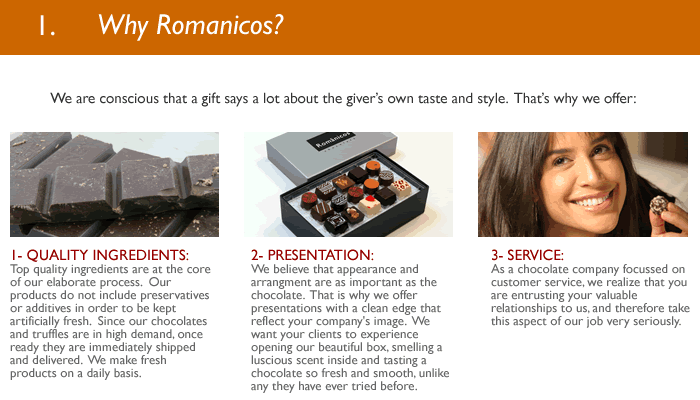 1. Why Romanicos?
We are conscious that a gift says a lot about the giver's own taste and style. That's why we offer:
Românicos
1- QUALITY INGREDIENTS:
Top quality ingredients are at the core
of our elaborate process. Our
products do not include preservatives
or additives in order to be kept
artificially fresh. Since our chocolates
and truffles are in high demand, once
ready they are immediately shipped
and delivered. We make fresh
products on a daily basis.
2- PRESENTATION:
We believe that appearance and
arrangment are as important as the
chocolate. That is why we offer
presentations with a clean edge that
reflect your company's image. We
want your clients to experience
opening our beautiful box, smelling a
luscious scent inside and tasting a
chocolate so fresh and smooth, unlike
any they have ever tried before.
3- SERVICE:
As a chocolate company focussed on
customer service, we realize that you
are entrusting your valuable
relationships to us, and therefore take
this aspect of our job very seriously.